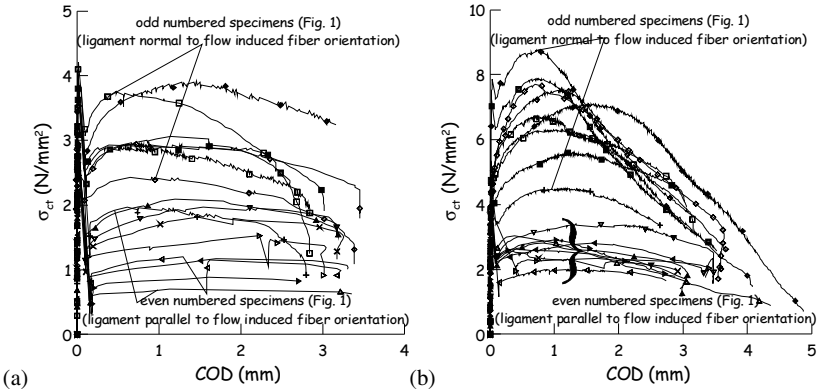 odd numbered specimens (Fig. 1)
(ligament normal to flow induced fiber orientation)
5
4
3
2
1
0
σct (N/mm²)
even numbered specimens (Fig. 1)
(ligament parallel to flow induced fiber orientation)
0
1
2
3
4
COD (mm)
(a)
odd numbered specimens (Fig. 1)
(ligament normal to flow induced fiber orientation)
10
8
6
4
2
0
σct (N/mm²)
even numbered specimens (Fig. 1)
(ligament parallel to flow induced fiber orientation)
0
1
2
3
4
5
COD (mm)
(b)